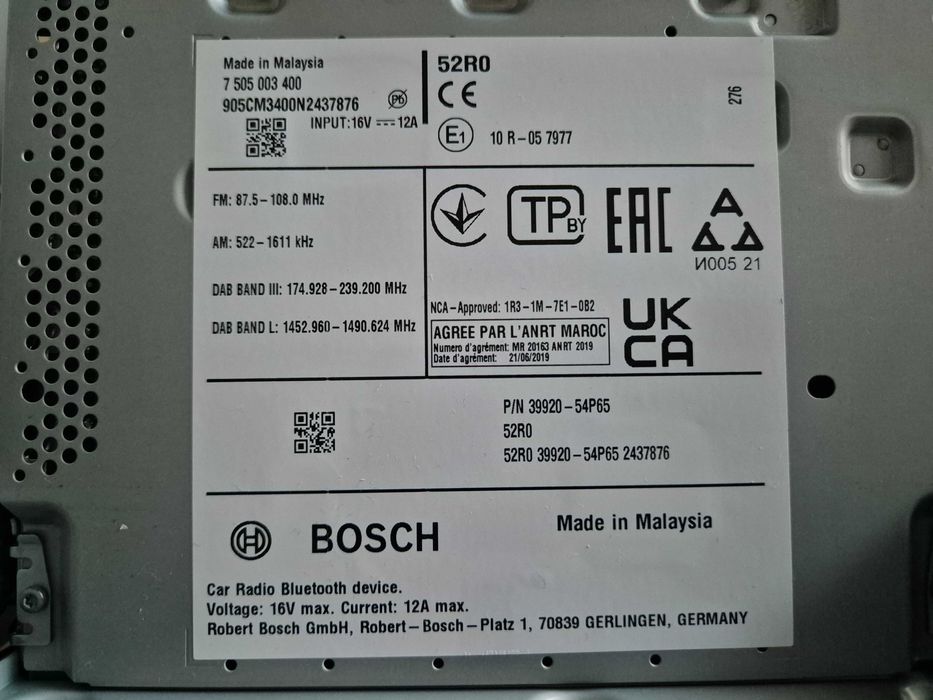 Made in Malaysia
7 505 003 400
905CM3400N2437876
Pb
INPUT:16V 12A
52R0
CE
E1 10 R-05 7977
276
FM: 87.5-108.0 MHz
AM: 522-1611 kHz
DAB BAND III: 174.928-239.200 MHz
DAB BAND L: 1452.960-1490.624 MHz
TP BY
EAC
A A A
И005 21
NCA-Approved: 1R3-1M-7E1-0B2
AGREE PAR L'ANRT MAROC
Numero d'agrément: MR 20163 ANRT 2019
Date d'agrément: 21/06/2019
UK
CA
P/N 39920-54P65
52R0
52R0 39920-54P65 2437876
BOSCH
Made in Malaysia
Car Radio Bluetooth device.
Voltage: 16V max. Current: 12A max.
Robert Bosch GmbH, Robert-Bosch-Platz 1, 70839 GERLINGEN, GERMANY